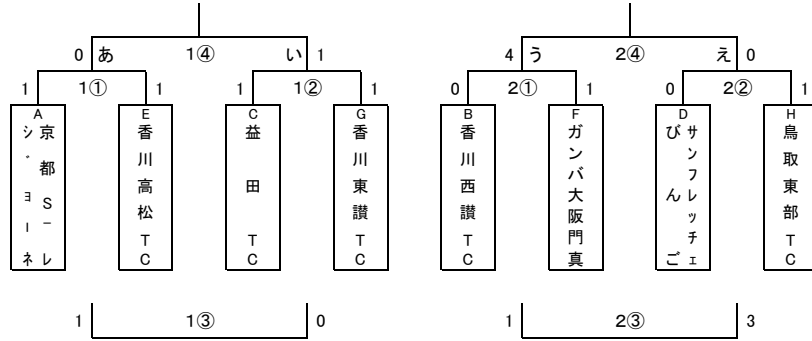 0 あ 1④ い 1
4 う 2④ え 0
1 1① 1
1 1② 1
0 2① 1
0 2② 1
A
京都Sーレ
シ゛ョーネ
E
香川高松TC
C
益田TC
G
香川東讃TC
B
香川西讃TC
F
ガンバ大阪門真
D
サンフレッチェ
びんご
H
鳥取東部TC
1 1③ 0
1 2③ 3